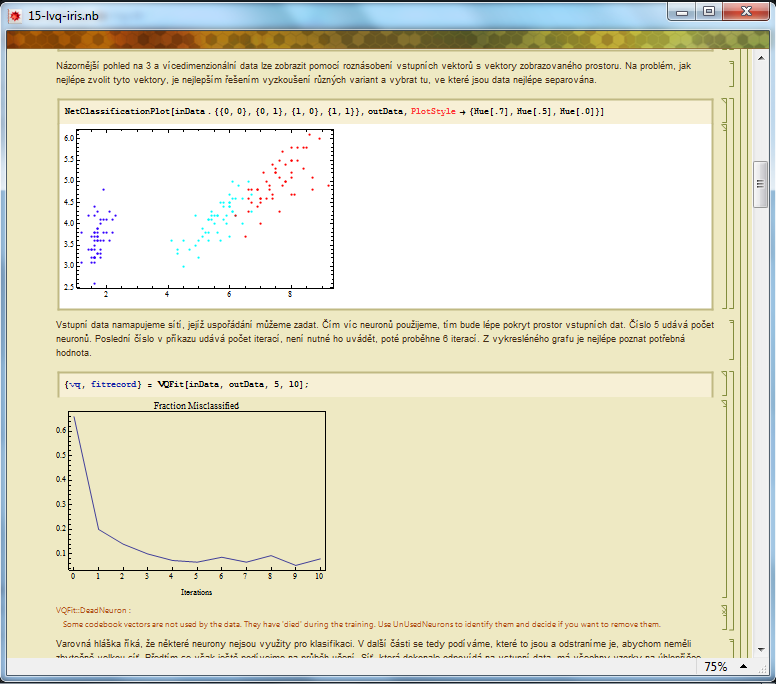 15-lvq-iris.nb
Názornější pohled na 3 a vícedimenzionální data lze zobrazit pomocí roznásobení vstupních vektorů s vektory zobrazovaného prostoru. Na problém, jak
nejlépe zvolit tyto vektory, je nejlepším řešením vyzkoušení různých variant a vybrat tu, ve které jsou data nejlépe separována.
NetClassificationPlot[inData . {{0, 0}, {0, 1}, {1, 0}, {1, 1}}, outData, PlotStyle → {Hue[.7], Hue[.5], Hue[.0]}]
6.0
5.5
5.0
4.5
4.0
3.5
3.0
2.5
2 4 6 8
Vstupní data namapujeme sítí, jejíž uspořádání můžeme zadat. Čím víc neuronů použijeme, tím bude lépe pokryt prostor vstupních dat. Číslo 5 udává počet
neuronů. Poslední číslo v příkazu udává počet iterací, není nutné ho uvádět, poté proběhne 6 iterací. Z vykresléného grafu je nejlépe poznat potřebná
hodnota.
{vq, fitrecord} = VQFit[inData, outData, 5, 10];
Fraction Misclassified
0.6
0.5
0.4
0.3
0.2
0.1
0 1 2 3 4 5 6 7 8 9 10
Iterations
VQFit::DeadNeuron :
Some codebook vectors are not used by the data. They have 'died' during the training. Use UnUsedNeurons to identify them and decide if you want to remove them.
Varovná hláška říká, že některé neurony nejsou využity pro klasifikaci. V další části se tedy podíváme, které to jsou a odstraníme je, abychom neměli
75%